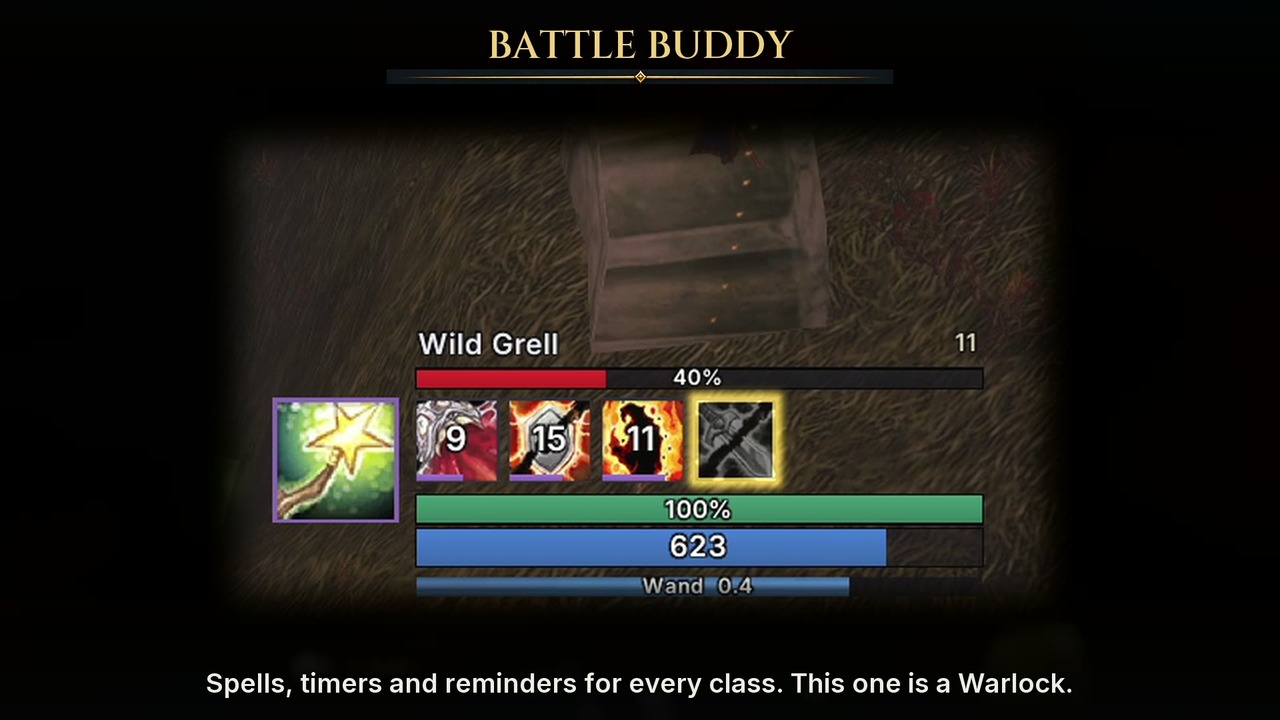 BATTLE BUDDY
Wild Grell 11
40%
9 15 11
100%
623
Wand 0.4
Spells, timers and reminders for every class. This one is a Warlock.